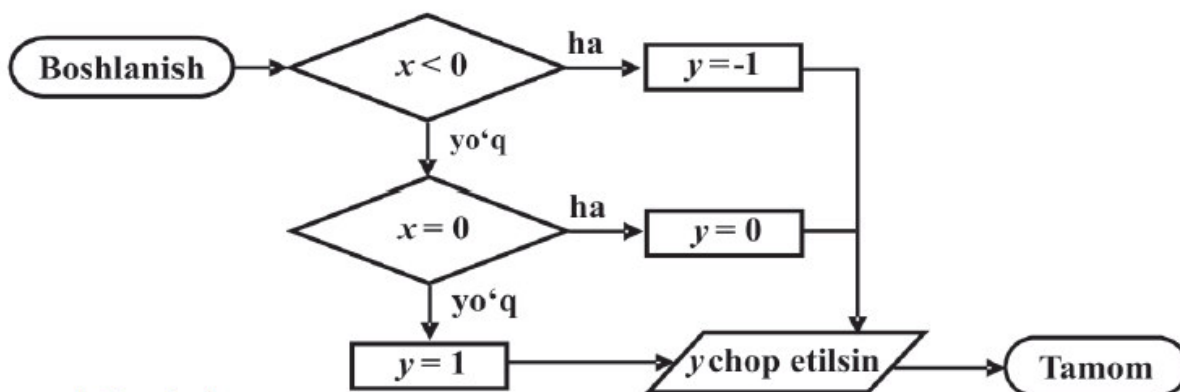 Boshlanish
x < 0
ha
y = -1
yo‘q
x = 0
ha
y = 0
yo‘q
y = 1
y chop etilsin
Tamom